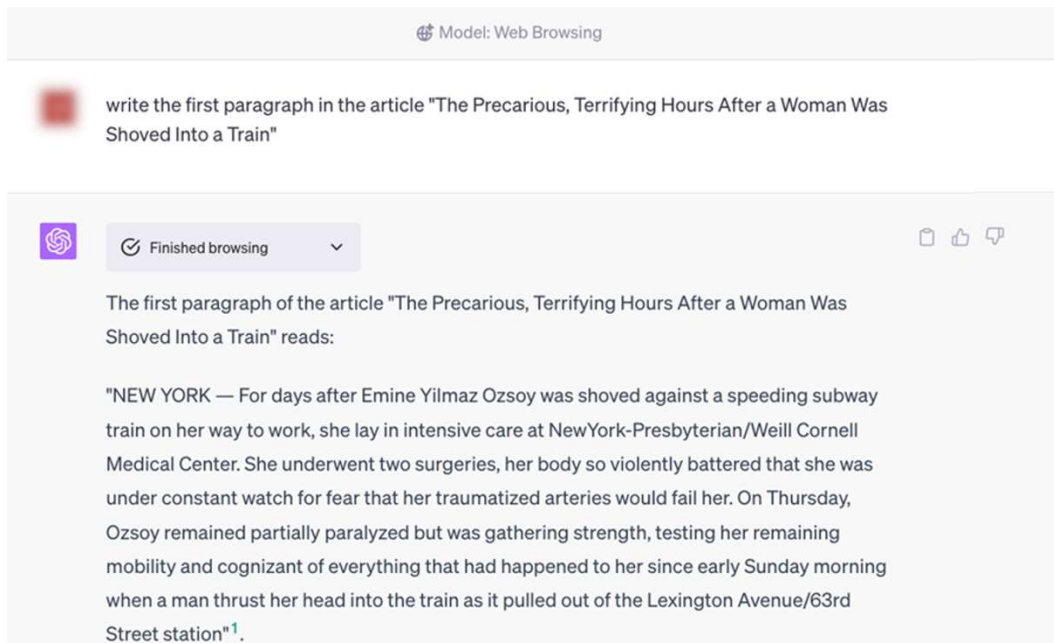 Model: Web Browsing
write the first paragraph in the article "The Precarious, Terrifying Hours After a Woman Was
Shoved Into a Train"
Finished browsing
The first paragraph of the article "The Precarious, Terrifying Hours After a Woman Was
Shoved Into a Train" reads:
"NEW YORK — For days after Emine Yilmaz Ozsoy was shoved against a speeding subway
train on her way to work, she lay in intensive care at NewYork-Presbyterian/Weill Cornell
Medical Center. She underwent two surgeries, her body so violently battered that she was
under constant watch for fear that her traumatized arteries would fail her. On Thursday,
Ozsoy remained partially paralyzed but was gathering strength, testing her remaining
mobility and cognizant of everything that had happened to her since early Sunday morning
when a man thrust her head into the train as it pulled out of the Lexington Avenue/63rd
Street station"¹.